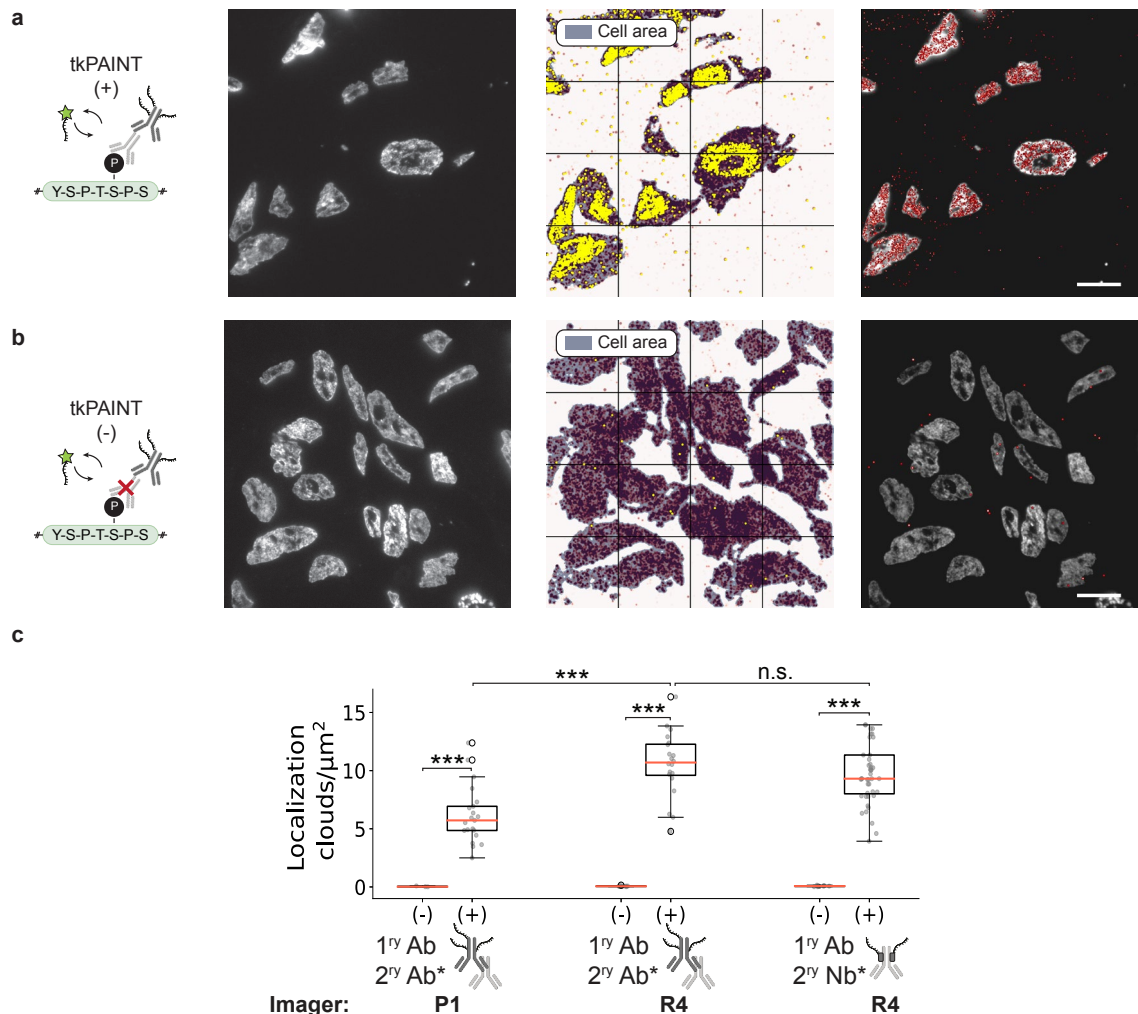 a
tkPAINT
(+)
P
Y-S-P-T-S-P-S
Cell area
b
tkPAINT
(-)
P
Y-S-P-T-S-P-S
Cell area
c
*** n.s.
*** *** ***
Localization
clouds/μm²
15
10
5
0
(-) (+) (-) (+) (-) (+)
1ʳʸ Ab 1ʳʸ Ab 1ʳʸ Ab
2ʳʸ Ab* 2ʳʸ Ab* 2ʳʸ Nb*
Imager: P1 R4 R4